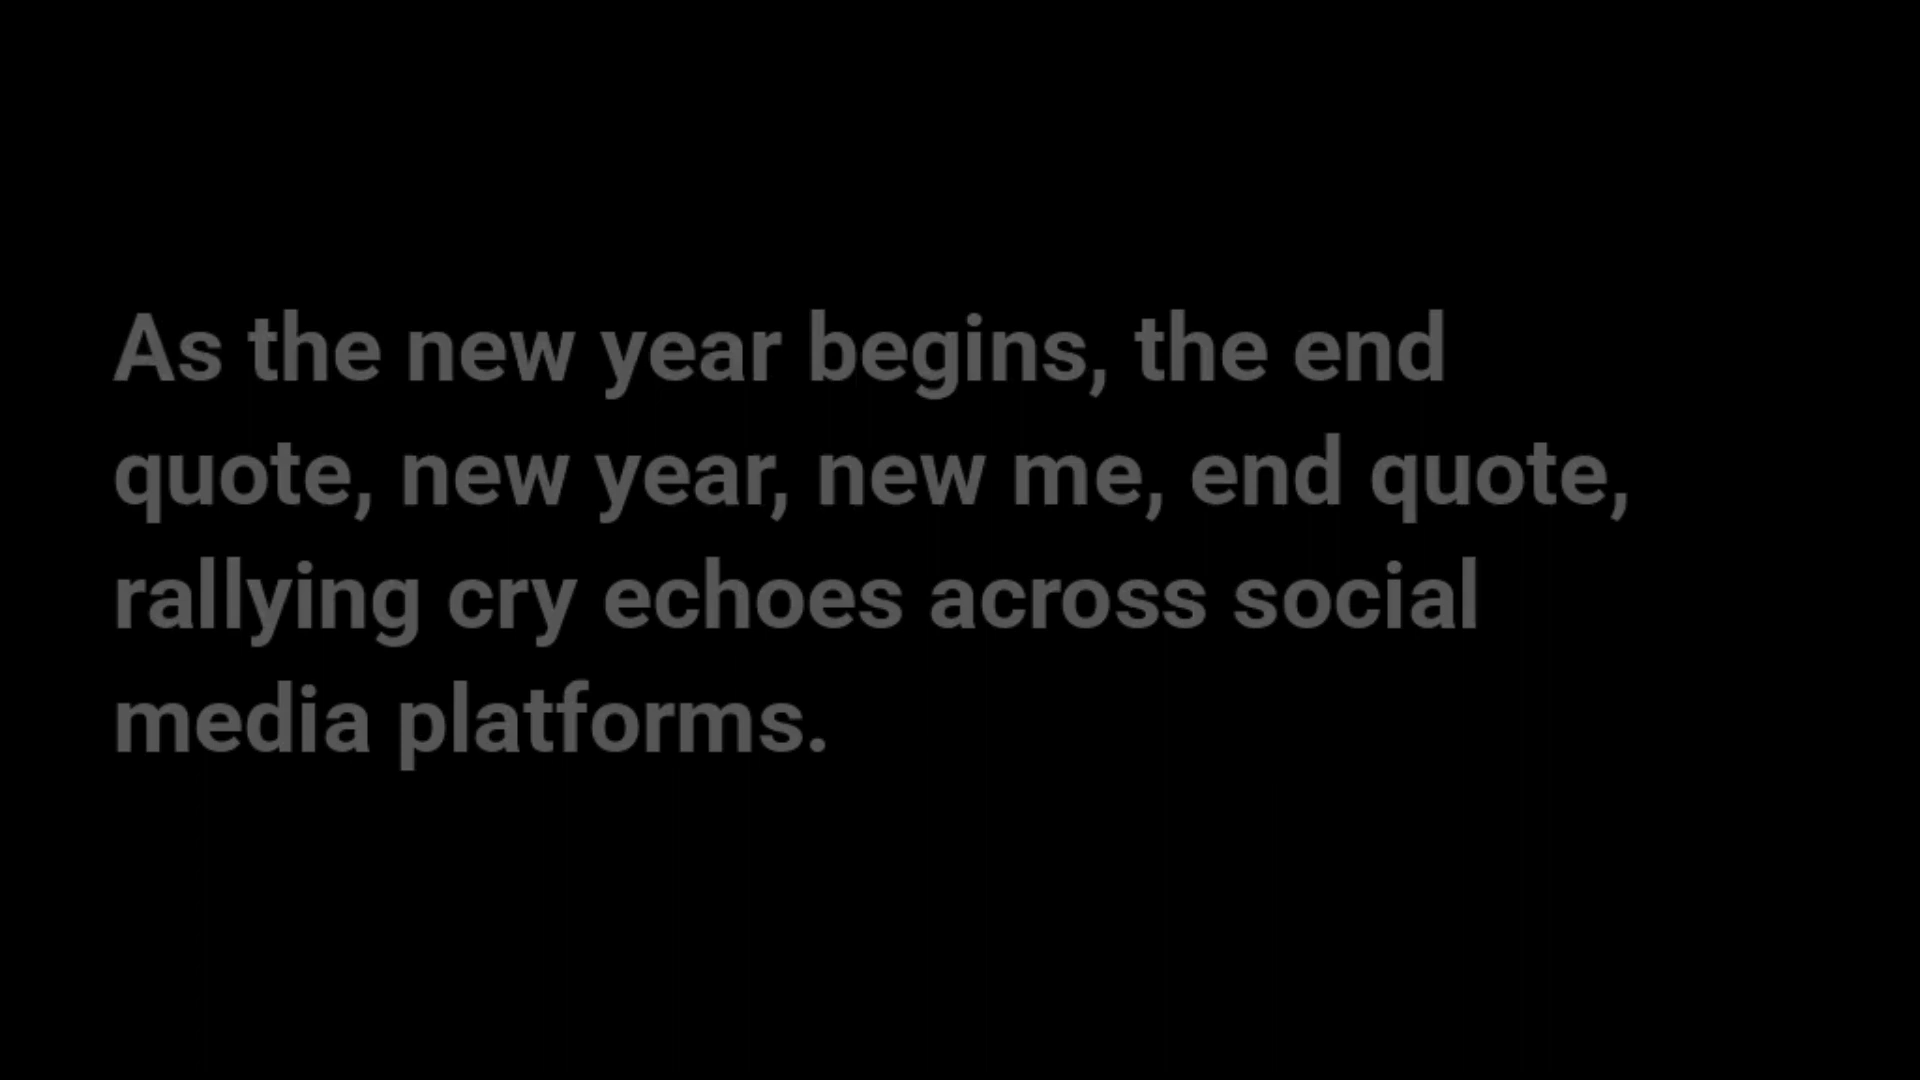 As the new year begins, the end
quote, new year, new me, end quote,
rallying cry echoes across social
media platforms.